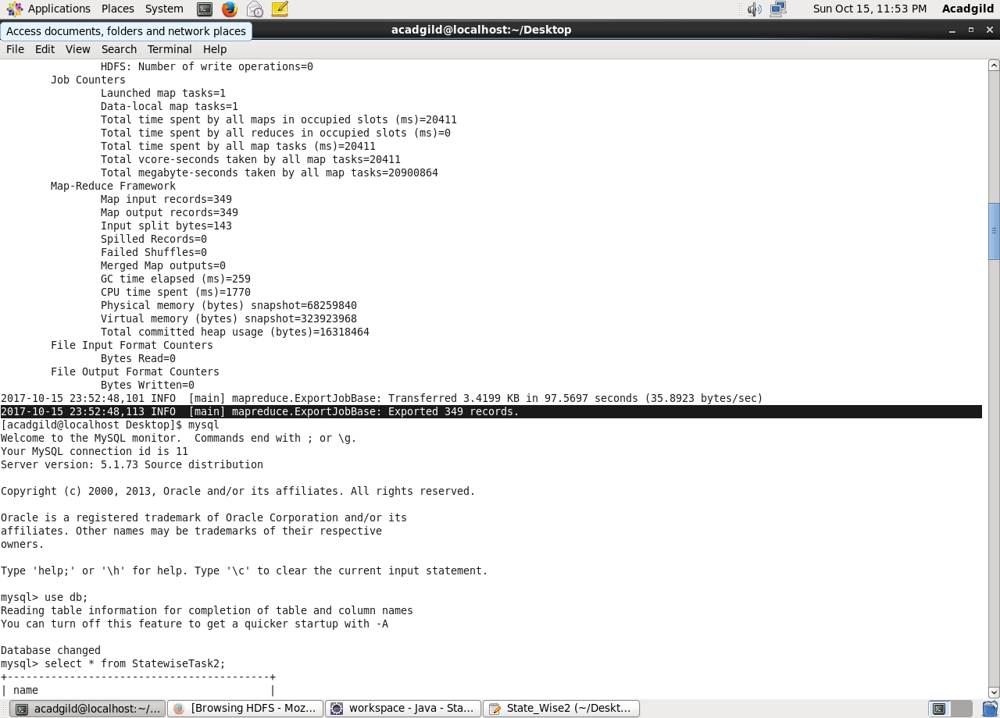 Applications Places System Sun Oct 15, 11:53 PM Acadgild
Access documents, folders and network places
acadgild@localhost:~/Desktop
File Edit View Search Terminal Help
HDFS: Number of write operations=0
Job Counters
Launched map tasks=1
Data-local map tasks=1
Total time spent by all maps in occupied slots (ms)=20411
Total time spent by all reduces in occupied slots (ms)=0
Total time spent by all map tasks (ms)=20411
Total vcore-seconds taken by all map tasks=20411
Total megabyte-seconds taken by all map tasks=20900864
Map-Reduce Framework
Map input records=349
Map output records=349
Input split bytes=143
Spilled Records=0
Failed Shuffles=0
Merged Map outputs=0
GC time elapsed (ms)=259
CPU time spent (ms)=1770
Physical memory (bytes) snapshot=68259840
Virtual memory (bytes) snapshot=323923968
Total committed heap usage (bytes)=16318464
File Input Format Counters
Bytes Read=0
File Output Format Counters
Bytes Written=0
2017-10-15 23:52:48,101 INFO  [main] mapreduce.ExportJobBase: Transferred 3.4199 KB in 97.5697 seconds (35.8923 bytes/sec)
2017-10-15 23:52:48,113 INFO  [main] mapreduce.ExportJobBase: Exported 349 records.
[acadgild@localhost Desktop]$ mysql
Welcome to the MySQL monitor.  Commands end with ; or \g.
Your MySQL connection id is 11
Server version: 5.1.73 Source distribution
Copyright (c) 2000, 2013, Oracle and/or its affiliates. All rights reserved.
Oracle is a registered trademark of Oracle Corporation and/or its
affiliates. Other names may be trademarks of their respective
owners.
Type 'help;' or '\h' for help. Type '\c' to clear the current input statement.
mysql> use db;
Reading table information for completion of table and column names
You can turn off this feature to get a quicker startup with -A
Database changed
mysql> select * from StatewiseTask2;
+------------------------------------------+
| name                                     |
acadgild@localhost:~/... [Browsing HDFS - Moz... workspace - Java - Sta... State_Wise2 (~/Deskt...